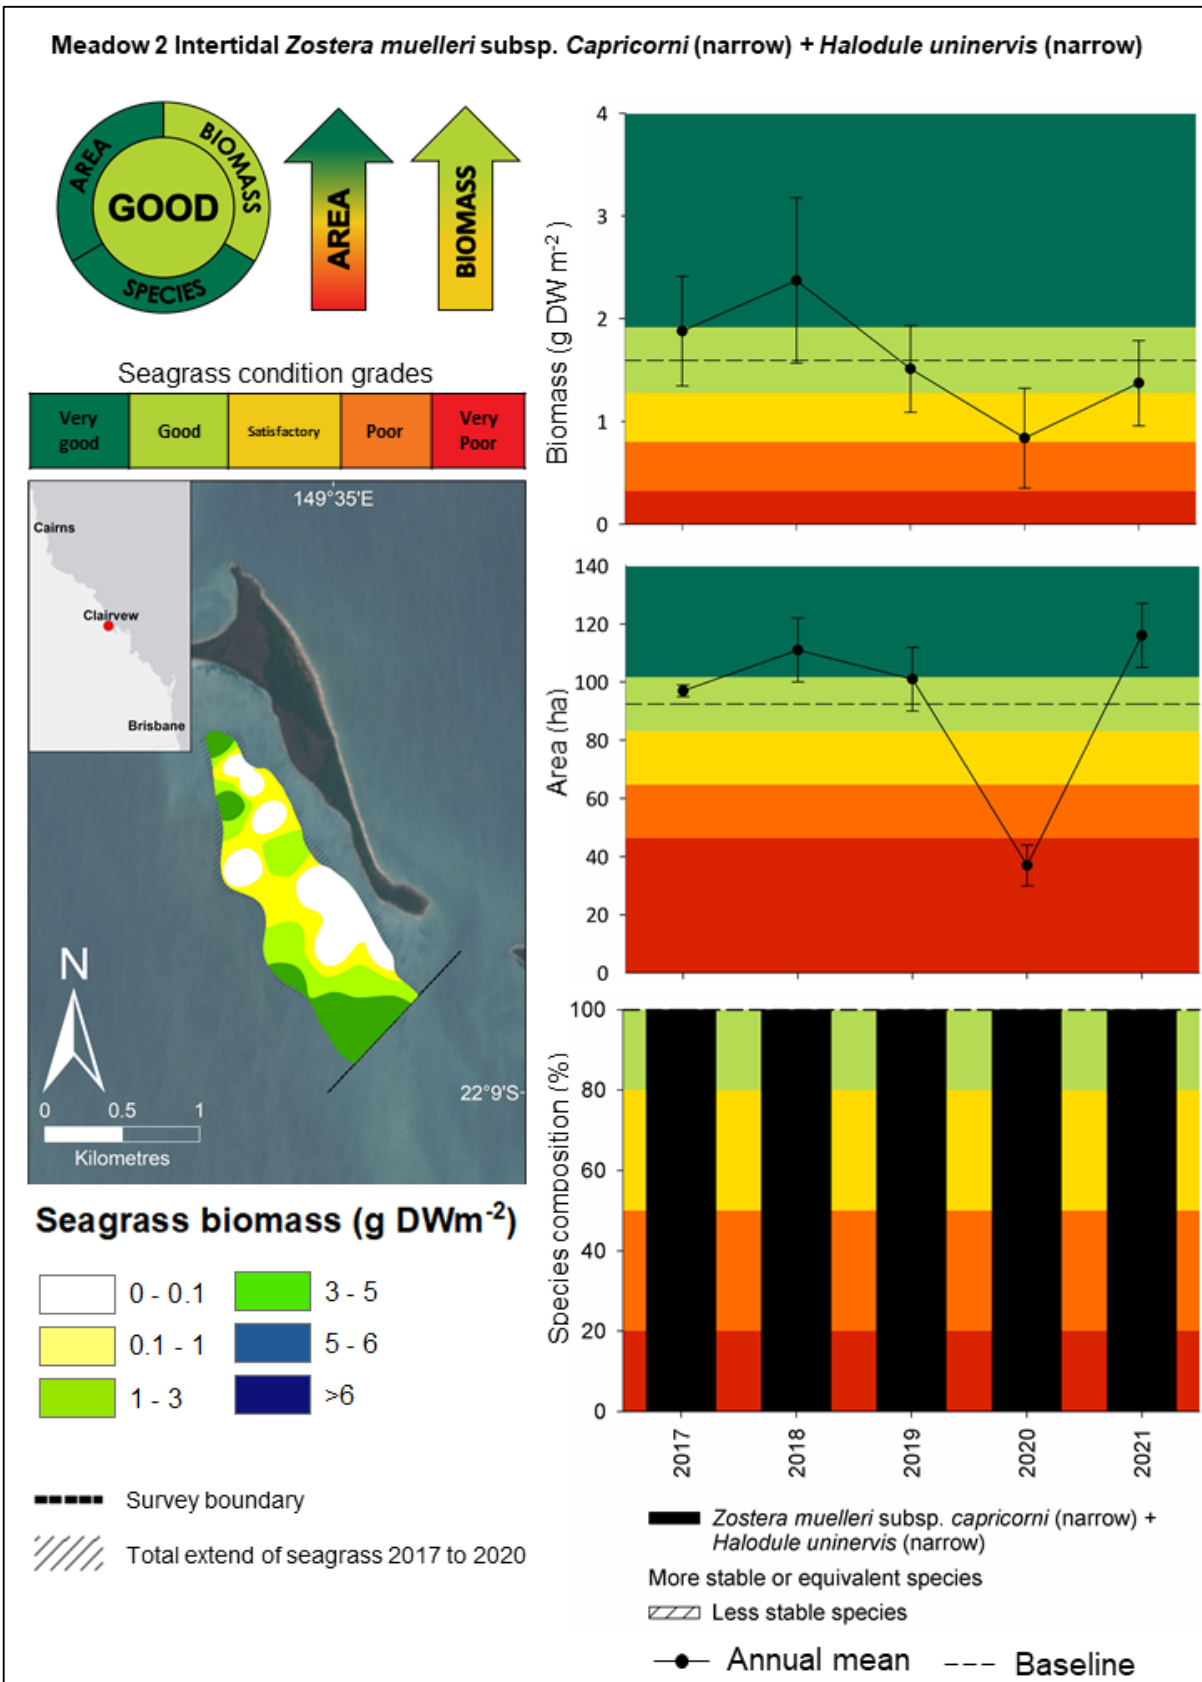 Meadow 2 Intertidal Zostera muelleri subsp. Capricorni (narrow) + Halodule uninervis (narrow)
AREA
BIOMASS
GOOD
SPECIES
AREA
BIOMASS
Seagrass condition grades
Very good
Good
Satisfactory
Poor
Very Poor
149°35'E
Cairns
Clairvew
Brisbane
N
0 0.5 1
Kilometres
22°9'S
Seagrass biomass (g DWm-2)
0 - 0.1
3 - 5
0.1 - 1
5 - 6
1 - 3
>6
Survey boundary
Total extend of seagrass 2017 to 2020
Biomass (g DW m-2)
4
3
2
1
0
Area (ha)
140
120
100
80
60
40
20
0
Species composition (%)
100
80
60
40
20
0
2017
2018
2019
2020
2021
Zostera muelleri subsp. capricorni (narrow) +
Halodule uninervis (narrow)
More stable or equivalent species
Less stable species
Annual mean
Baseline